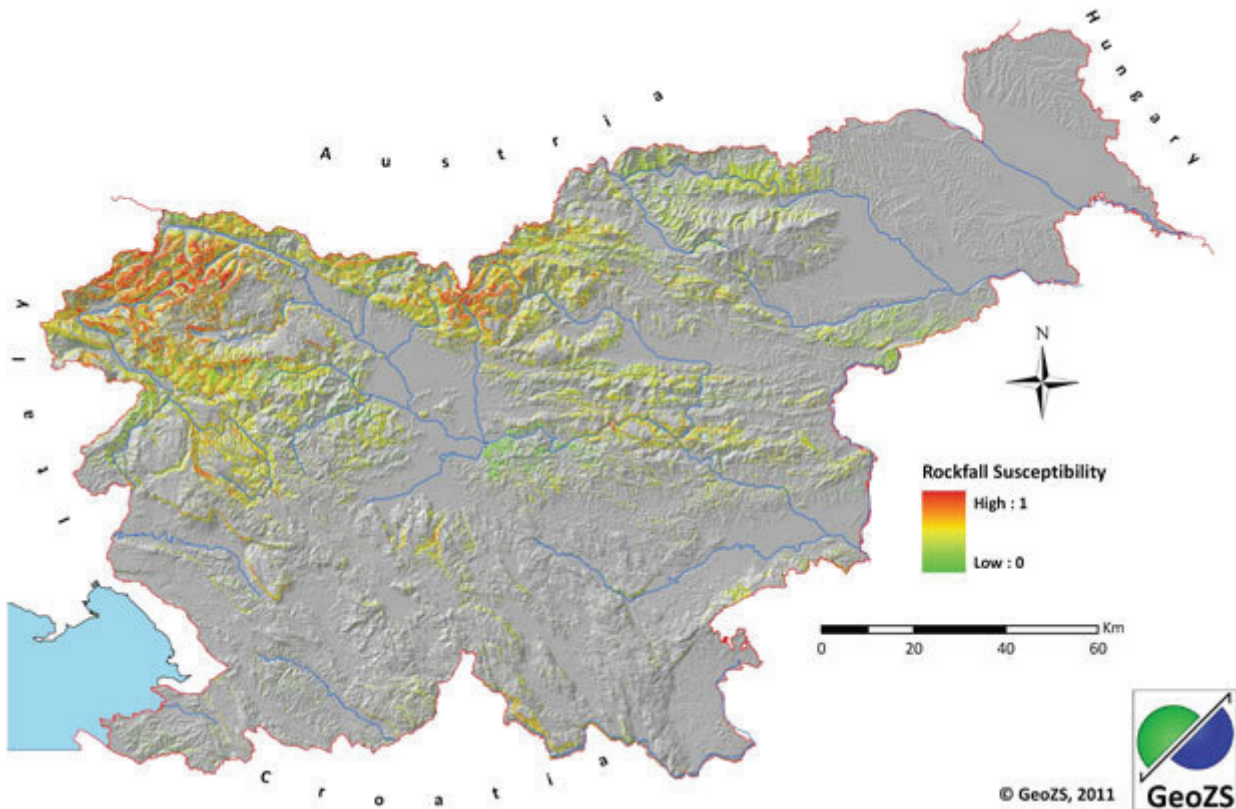 Austria
Hungary
Italy
N
Rockfall Susceptibility
High : 1
Low : 0
Km
0 20 40 60
Croatia
© GeoZS, 2011
GeoZS